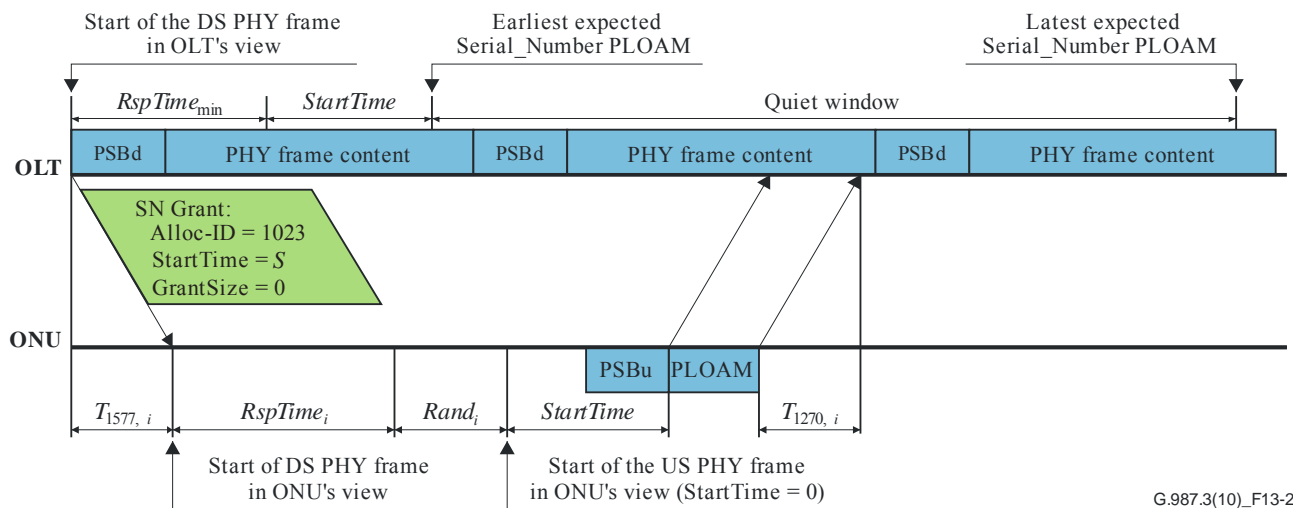 Start of the DS PHY frame
in OLT's view
Earliest expected
Serial_Number PLOAM
Latest expected
Serial_Number PLOAM
RspTimemin
StartTime
Quiet window
OLT
PSBd
PHY frame content
PSBd
PHY frame content
PSBd
PHY frame content
SN Grant:
Alloc-ID = 1023
StartTime = S
GrantSize = 0
ONU
PSBu
PLOAM
T1577, i
RspTimei
Randi
StartTime
T1270, i
Start of DS PHY frame
in ONU's view
Start of the US PHY frame
in ONU's view (StartTime = 0)
G.987.3(10)_F13-2